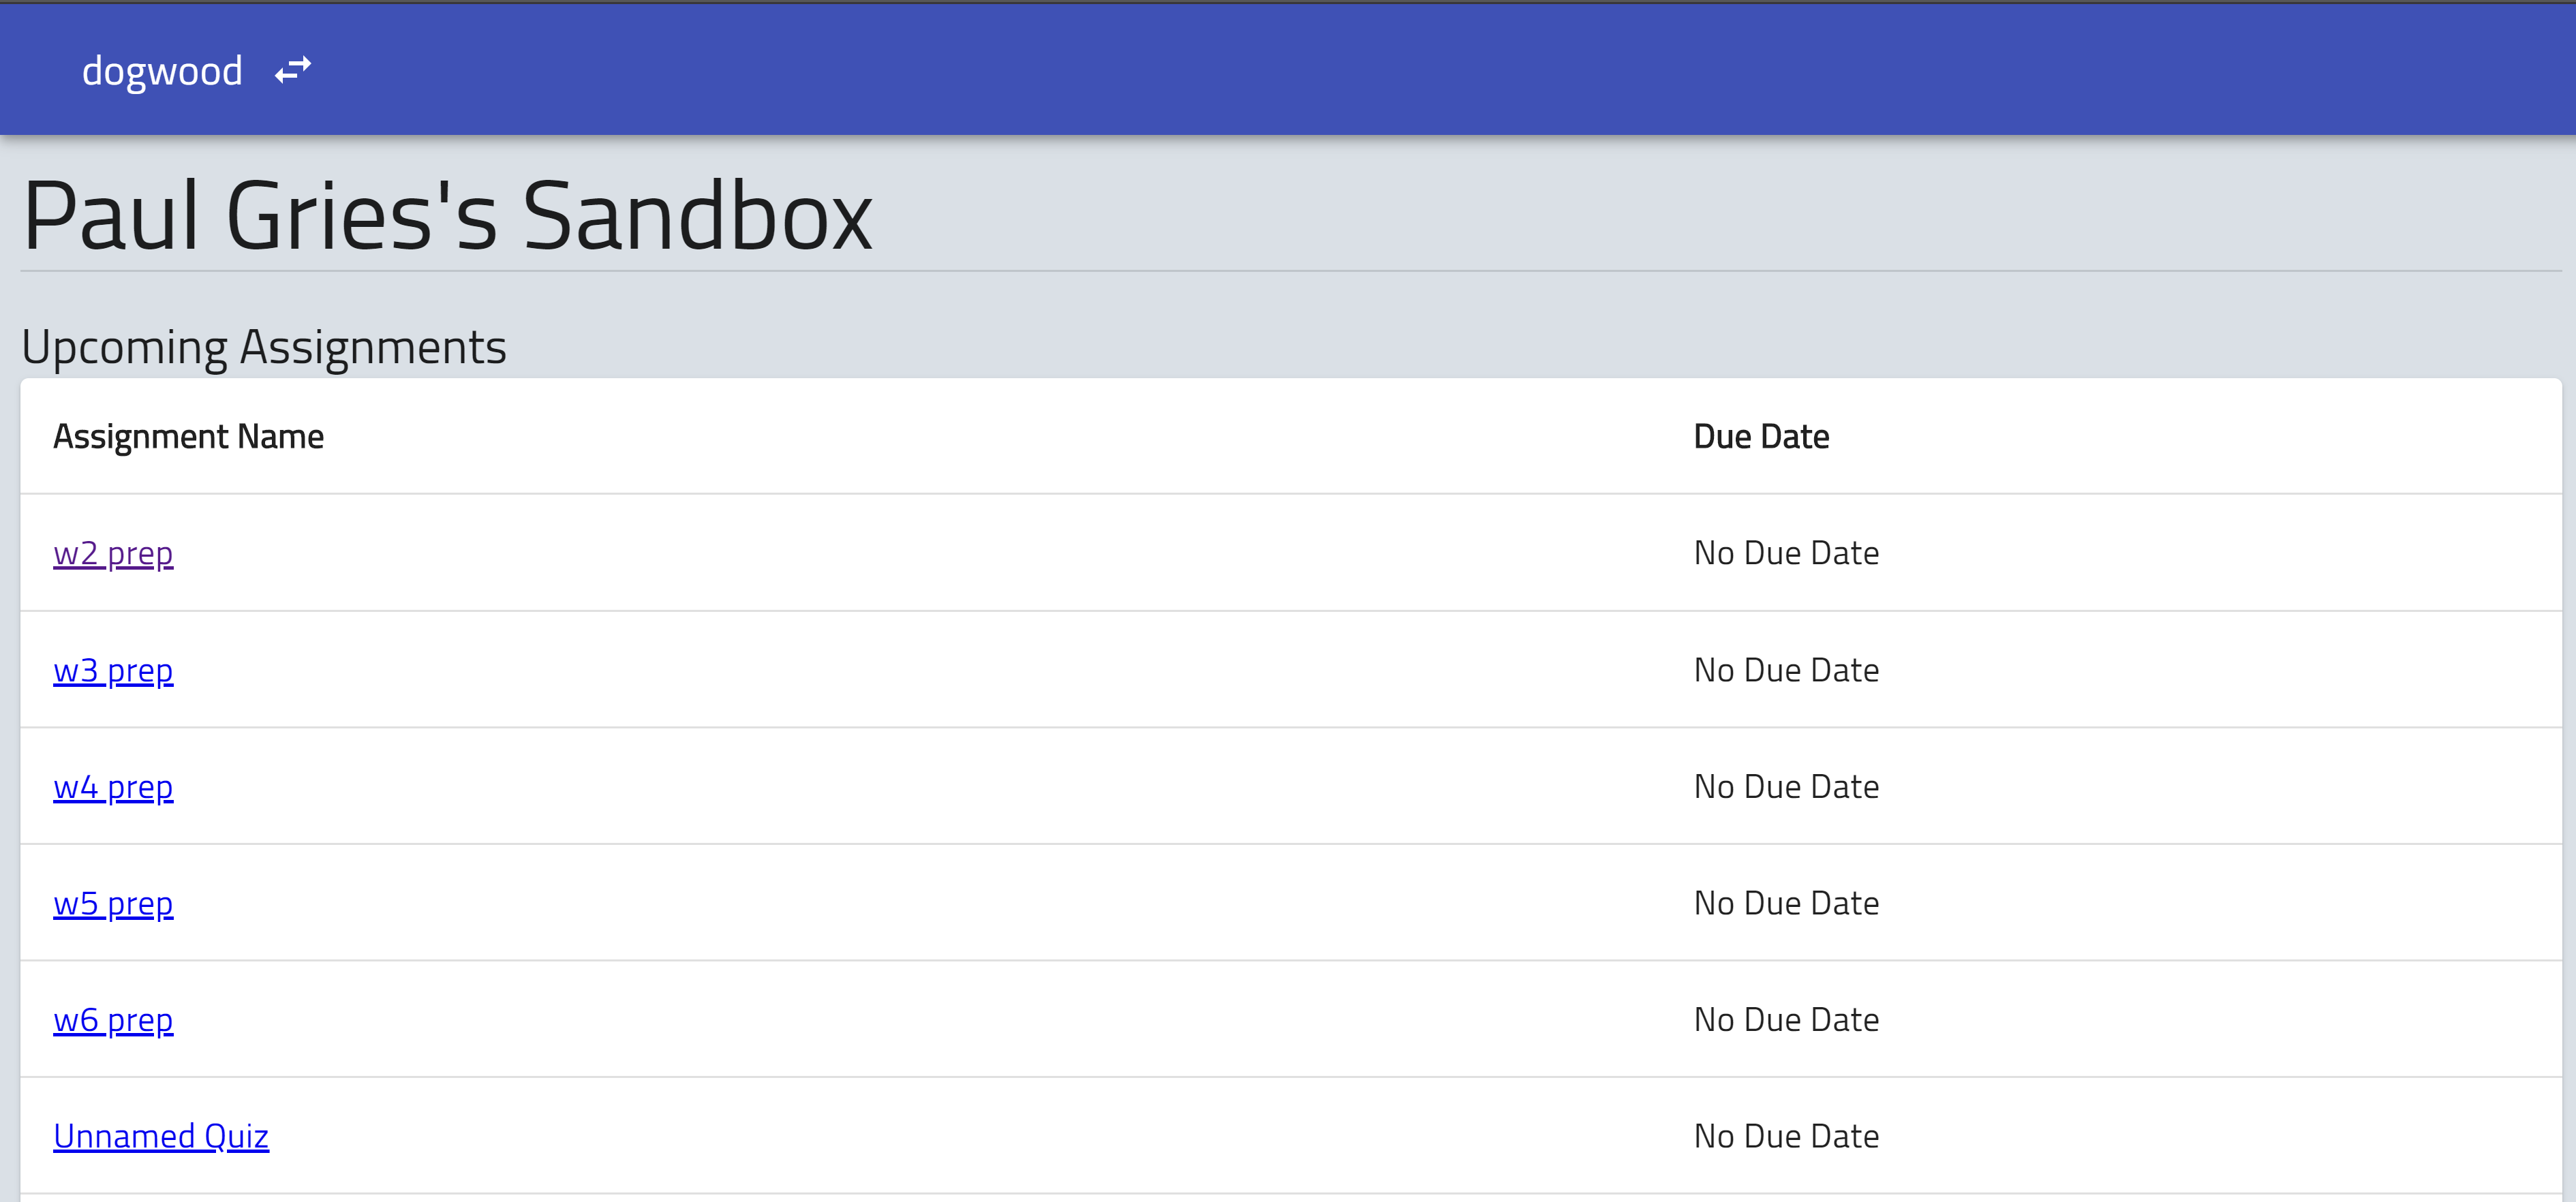 dogwood
Paul Gries's Sandbox
Upcoming Assignments
Assignment Name Due Date
w2 prep No Due Date
w3 prep No Due Date
w4 prep No Due Date
w5 prep No Due Date
w6 prep No Due Date
Unnamed Quiz No Due Date